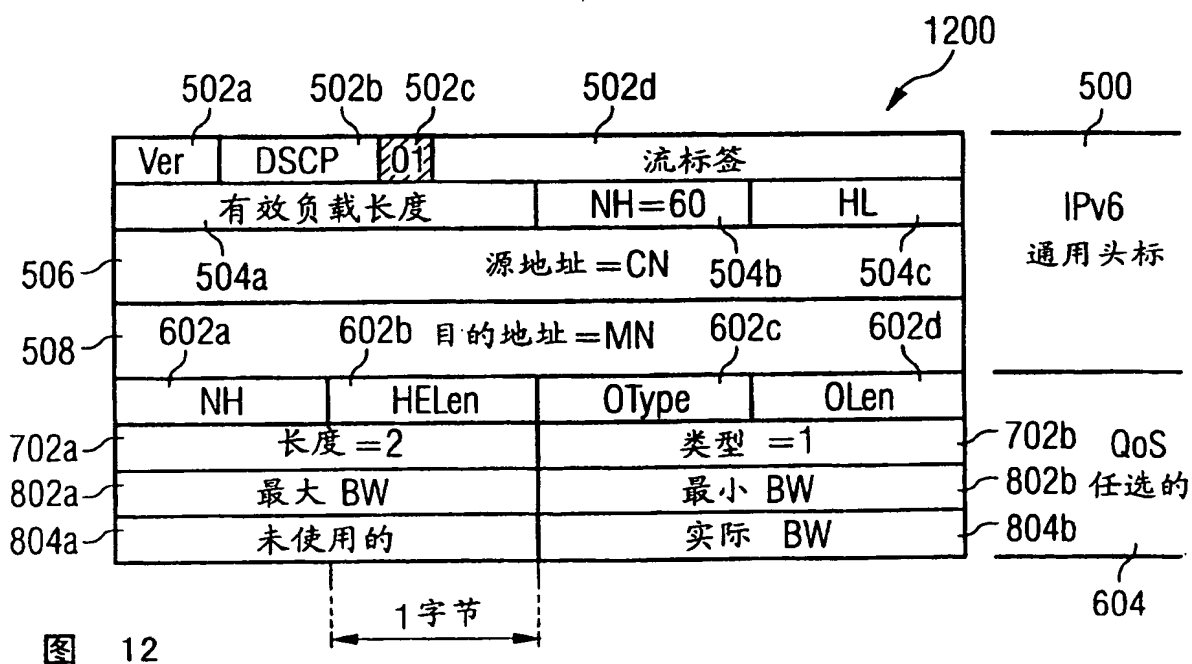 1200
502a 502b 502c 502d 500
Ver DSCP 01 流标签
有效负载长度 NH=60 HL IPv6
通用头标
506 504a 源地址=CN 504b 504c
508 602a 602b 目的地址=MN 602c 602d
NH HELen OType OLen
702a 长度=2 类型=1 702b QoS
802a 最大 BW 最小 BW 802b 任选的
804a 未使用的 实际 BW 804b
1字节 604
图 12